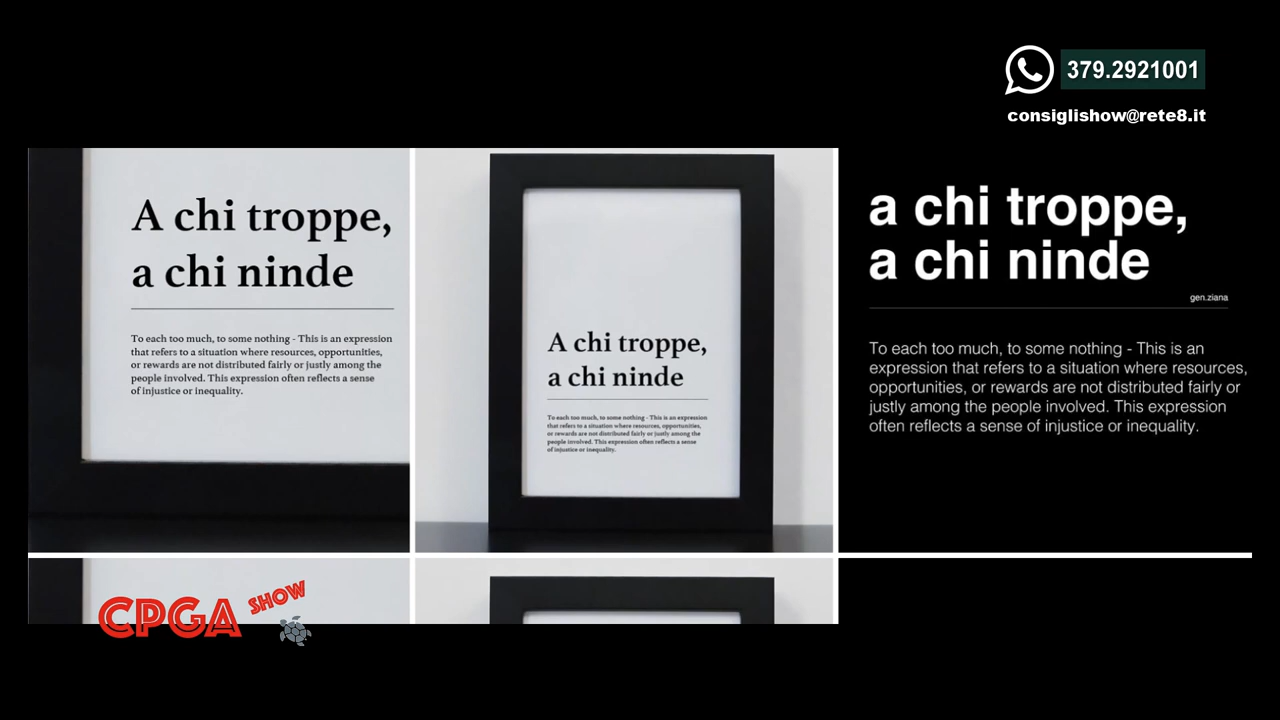 379.2921001
consiglishow@rete8.it
A chi troppe,
a chi ninde
To each too much, to some nothing - This is an expression
that refers to a situation where resources, opportunities,
or rewards are not distributed fairly or justly among the
people involved. This expression often reflects a sense
of injustice or inequality.
A chi troppe,
a chi ninde
To each too much, to some nothing - This is an expression
that refers to a situation where resources, opportunities,
or rewards are not distributed fairly or justly among the
people involved. This expression often reflects a sense
of injustice or inequality.
a chi troppe,
a chi ninde
gen.ziana
To each too much, to some nothing - This is an
expression that refers to a situation where resources,
opportunities, or rewards are not distributed fairly or
justly among the people involved. This expression
often reflects a sense of injustice or inequality.
CPGA SHOW